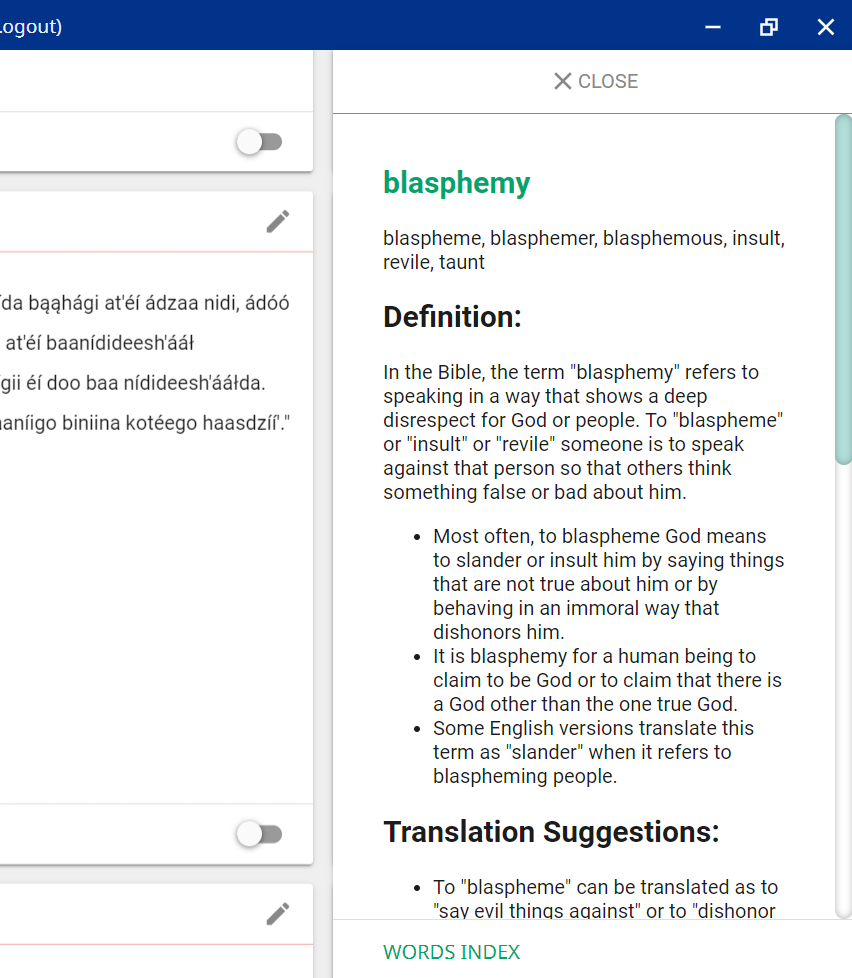 ogout)
CLOSE
blasphemy
blaspheme, blasphemer, blasphemous, insult,
revile, taunt
Definition:
da bąąhági at'éí ádzaa nidi, ádóó
at'éí baanídideesh'ááł
gii éí doo baa nídideesh'ááłda.
aaníigo biniina kotéego haasdzíí'."
In the Bible, the term "blasphemy" refers to
speaking in a way that shows a deep
disrespect for God or people. To "blaspheme"
or "insult" or "revile" someone is to speak
against that person so that others think
something false or bad about him.
• Most often, to blaspheme God means
to slander or insult him by saying things
that are not true about him or by
behaving in an immoral way that
dishonors him.
• It is blasphemy for a human being to
claim to be God or to claim that there is
a God other than the one true God.
• Some English versions translate this
term as "slander" when it refers to
blaspheming people.
Translation Suggestions:
• To "blaspheme" can be translated as to
"say evil things against" or to "dishonor
WORDS INDEX